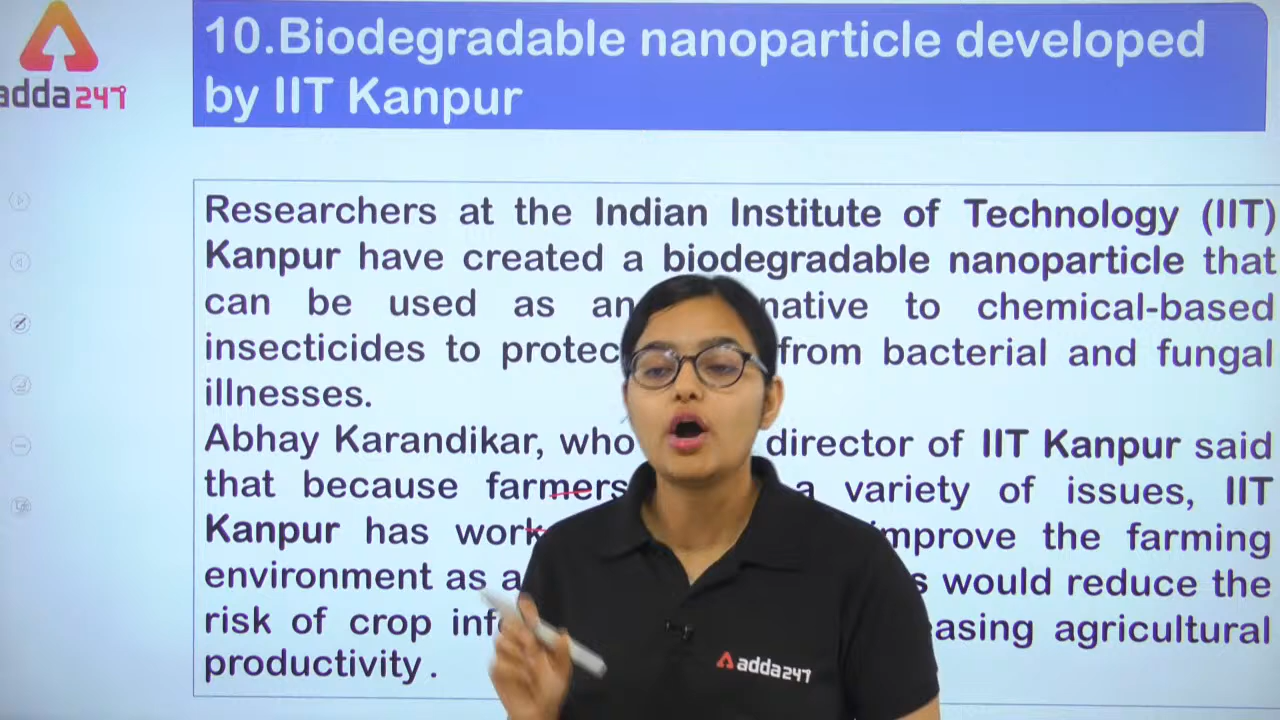 adda247
10.Biodegradable nanoparticle developed
by IIT Kanpur
Researchers at the Indian Institute of Technology (IIT)
Kanpur have created a biodegradable nanoparticle that
can be used as an native to chemical-based
insecticides to protec from bacterial and fungal
illnesses.
Abhay Karandikar, who director of IIT Kanpur said
that because farmers a variety of issues, IIT
Kanpur has work improve the farming
environment as a s would reduce the
risk of crop inf easing agricultural
productivity.
adda247